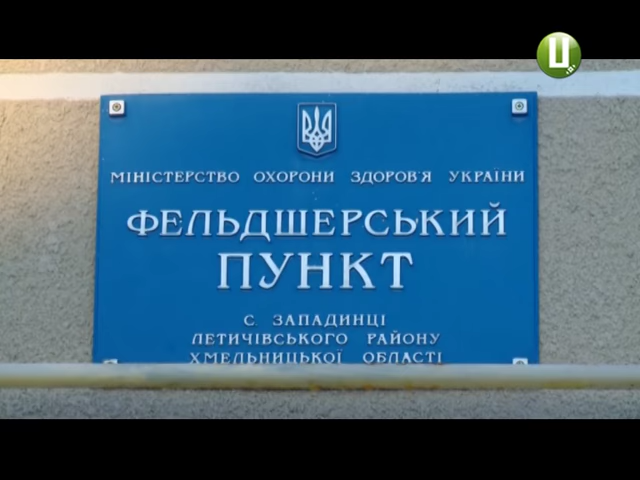 Ц
МІНІСТЕРСТВО ОХОРОНИ ЗДОРОВ'Я УКРАЇНИ
ФЕЛЬДШЕРСЬКИЙ
ПУНКТ
С. ЗАПАДИНЦІ
ЛЕТИЧІВСЬКОГО РАЙОНУ
ХМЕЛЬНИЦЬКОЇ ОБЛАСТІ